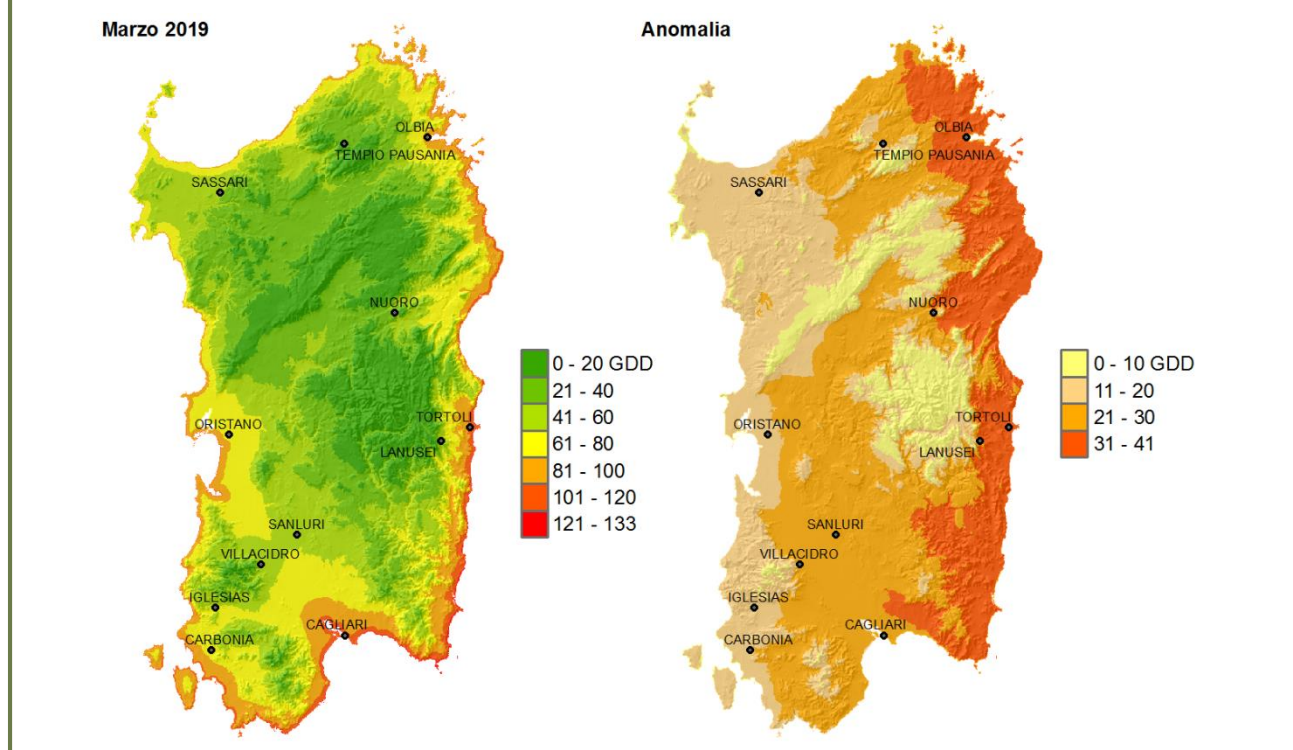 Marzo 2019
OLBIA
TEMPIO PAUSANIA
SASSARI
NUORO
ORISTANO
TORTOLI
LANUSEI
SANLURI
VILLACIDRO
IGLESIAS
CAGLIARI
CARBONIA
0 - 20 GDD
21 - 40
41 - 60
61 - 80
81 - 100
101 - 120
121 - 133
Anomalia
OLBIA
TEMPIO PAUSANIA
SASSARI
NUORO
ORISTANO
TORTOLI
LANUSEI
SANLURI
VILLACIDRO
IGLESIAS
CAGLIARI
CARBONIA
0 - 10 GDD
11 - 20
21 - 30
31 - 41